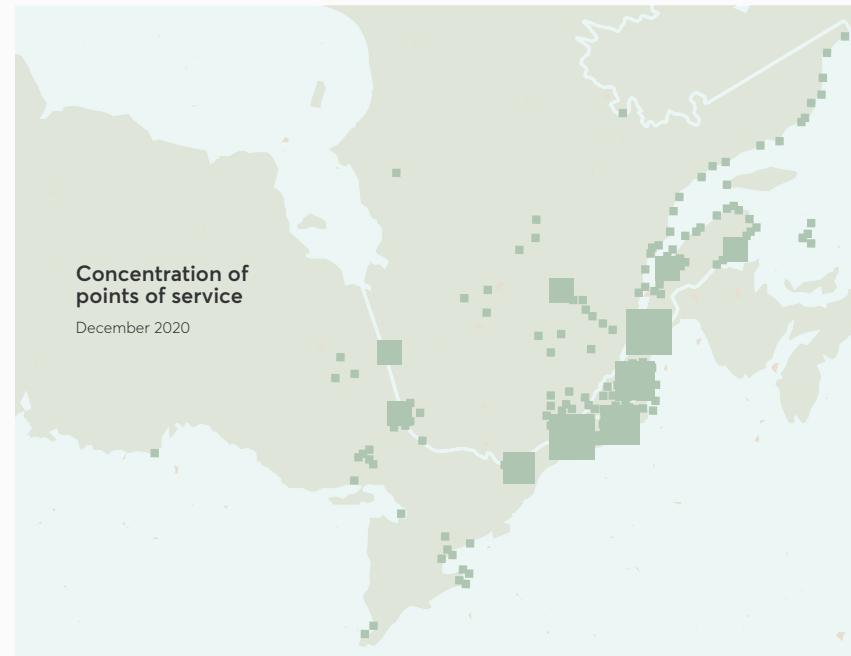 Concentration of
points of service
December 2020